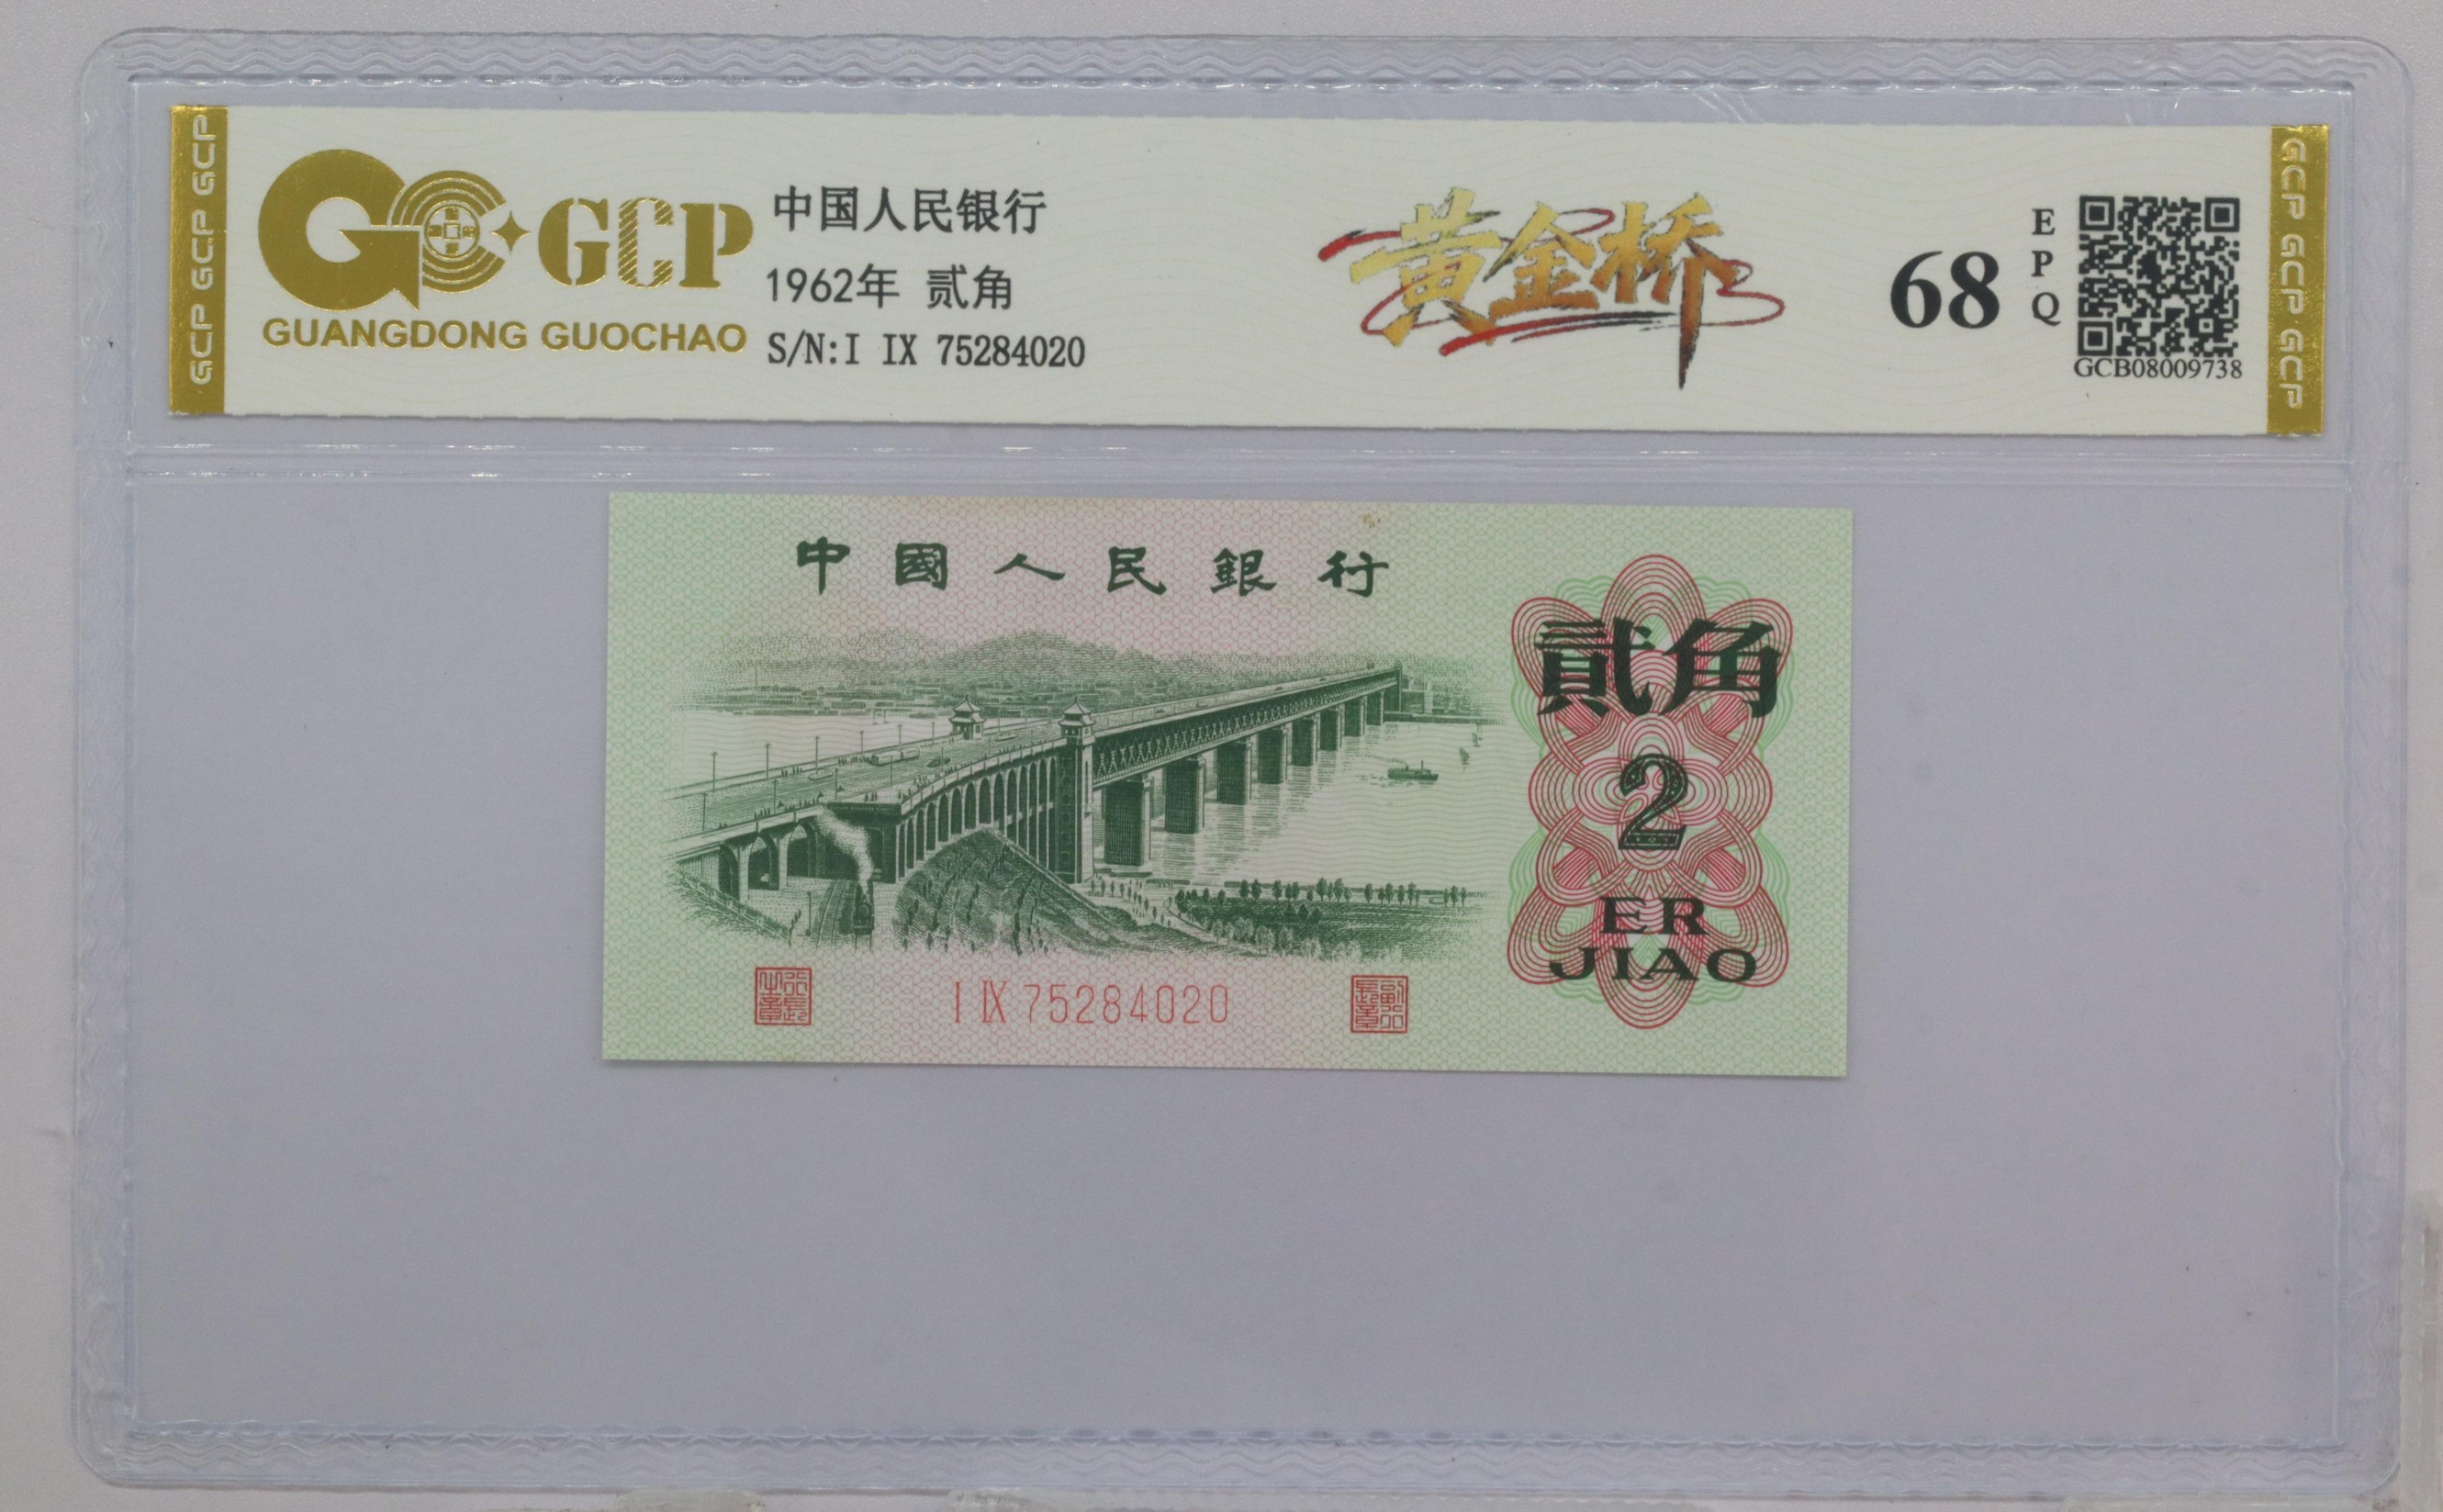 GCP GCP GCP
GCP
GUANGDONG GUOCHAO
中国人民银行
1962年 贰角
S/N:I IX 75284020
黄金桥
68
EPQ
GCB08009738
GCP GCP GCP
中國人民銀行
貳角
2
ER
JIAO
I IX 75284020